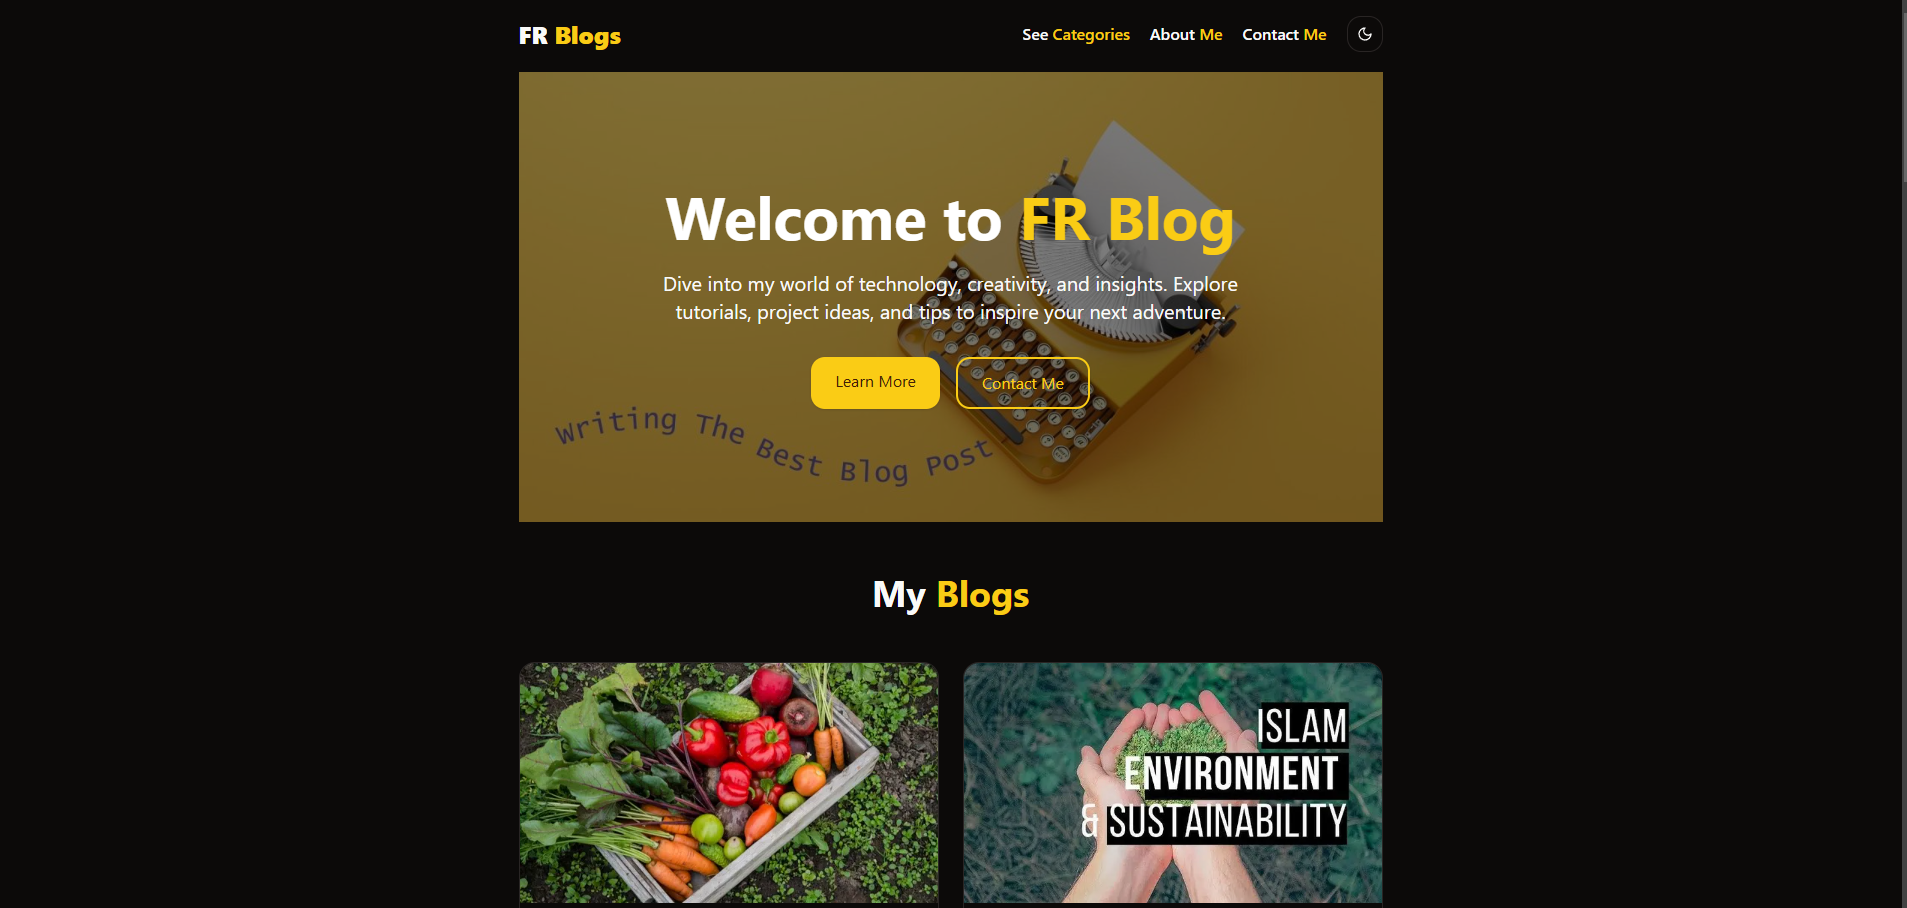 FR Blogs
See Categories
About Me
Contact Me
Welcome to FR Blog
Dive into my world of technology, creativity, and insights. Explore
tutorials, project ideas, and tips to inspire your next adventure.
Learn More
Contact Me
Writing The Best Blog Post
My Blogs
ISLAM
ENVIRONMENT
& SUSTAINABILITY